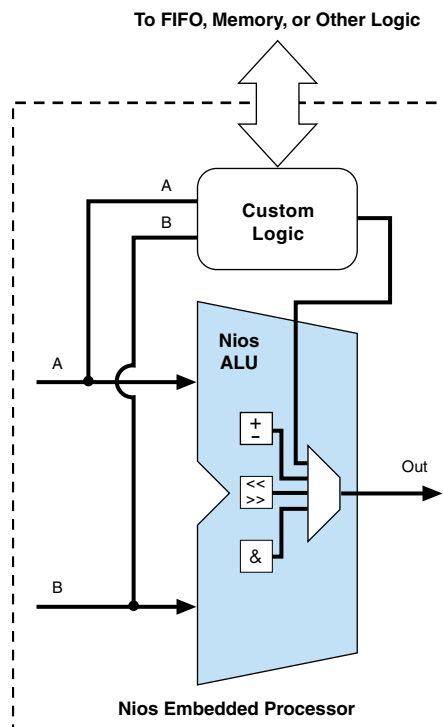 To FIFO, Memory, or Other Logic
A
B
Custom
Logic
Nios
ALU
A
+
-
<<
>>
Out
&
B
Nios Embedded Processor